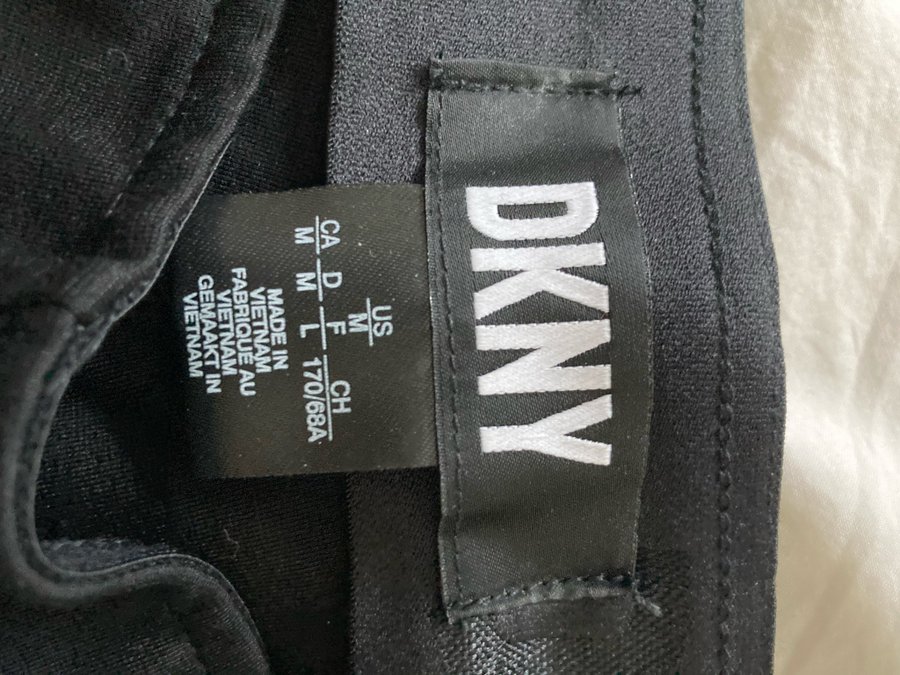 DKNY
US
M
CA D F CH
M M L 170/68A
MADE IN
VIETNAM
FABRIQUE AU
VIETNAM
GEMAAKT IN
VIETNAM